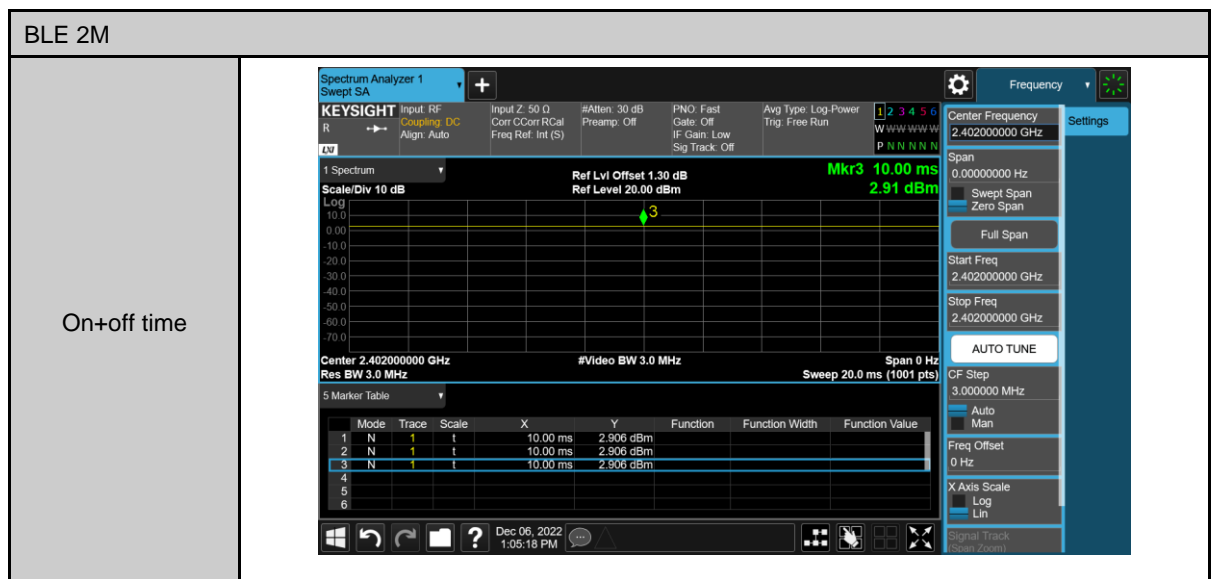 BLE 2M
On+off time
Spectrum Analyzer 1
Swept SA
+
Frequency
KEYSIGHT
R
LXI
Input: RF
Coupling: DC
Align: Auto
Input Z: 50 Ω
Corr CCorr RCal
Freq Ref: Int (S)
#Atten: 30 dB
Preamp: Off
PNO: Fast
Gate: Off
IF Gain: Low
Sig Track: Off
Avg Type: Log-Power
Trig: Free Run
1 2 3 4 5 6
W W W W W W
P N N N N N
1 Spectrum
Scale/Div 10 dB
Ref Lvl Offset 1.30 dB
Ref Level 20.00 dBm
Mkr3 10.00 ms
2.91 dBm
Log
10.0
0.00
-10.0
-20.0
-30.0
-40.0
-50.0
-60.0
-70.0
3
Center 2.402000000 GHz
Res BW 3.0 MHz
#Video BW 3.0 MHz
Span 0 Hz
Sweep 20.0 ms (1001 pts)
5 Marker Table
Mode Trace Scale X Y Function Function Width Function Value
1 N 1 t 10.00 ms 2.906 dBm
2 N 1 t 10.00 ms 2.906 dBm
3 N 1 t 10.00 ms 2.906 dBm
4
5
6
?
Dec 06, 2022
1:05:18 PM
Center Frequency
2.402000000 GHz
Settings
Span
0.00000000 Hz
Swept Span
Zero Span
Full Span
Start Freq
2.402000000 GHz
Stop Freq
2.402000000 GHz
AUTO TUNE
CF Step
3.000000 MHz
Auto
Man
Freq Offset
0 Hz
X Axis Scale
Log
Lin
Signal Track
(Span Zoom)